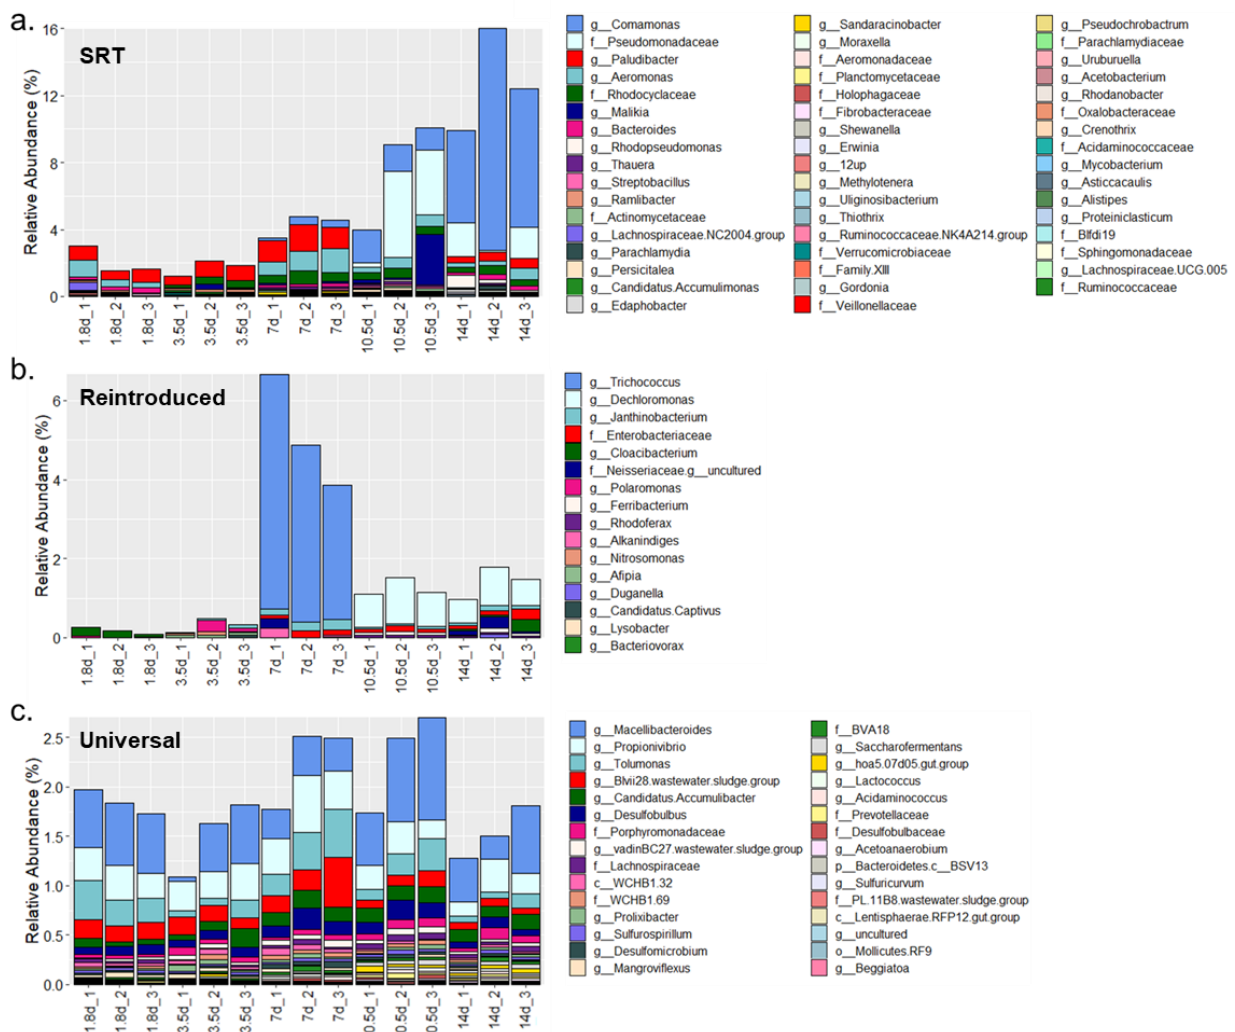 a.
SRT
Relative Abundance (%)
16
12
8
4
0
1.8d_1
1.8d_2
1.8d_3
3.5d_1
3.5d_2
3.5d_3
7d_1
7d_2
7d_3
10.5d_1
10.5d_2
10.5d_3
14d_1
14d_2
14d_3
g__Comamonas
f__Pseudomonadaceae
g__Paludibacter
g__Aeromonas
f__Rhodocyclaceae
g__Malikia
g__Bacteroides
g__Rhodopseudomonas
g__Thauera
g__Streptobacillus
g__Ramlibacter
f__Actinomycetaceae
g__Lachnospiraceae.NC2004.group
g__Parachlamydia
g__Persicitalea
g__Candidatus.Accumulimonas
g__Edaphobacter
g__Sandaracinobacter
g__Moraxella
f__Aeromonadaceae
f__Planctomycetaceae
f__Holophagaceae
f__Fibrobacteraceae
g__Shewanella
g__Erwinia
g__12up
g__Methylotenera
g__Uliginosibacterium
g__Thiothrix
g__Ruminococcaceae.NK4A214.group
f__Verrucomicrobiaceae
f__Family.XIII
g__Gordonia
f__Veillonellaceae
g__Pseudochrobactrum
f__Parachlamydiaceae
g__Uruburuella
g__Acetobacterium
g__Rhodanobacter
f__Oxalobacteraceae
g__Crenothrix
f__Acidaminococcaceae
g__Mycobacterium
g__Asticcacaulis
g__Alistipes
g__Proteiniclasticum
f__Blfdi19
f__Sphingomonadaceae
g__Lachnospiraceae.UCG.005
f__Ruminococcaceae
b.
Reintroduced
Relative Abundance (%)
6
4
2
0
1.8d_1
1.8d_2
1.8d_3
3.5d_1
3.5d_2
3.5d_3
7d_1
7d_2
7d_3
10.5d_1
10.5d_2
10.5d_3
14d_1
14d_2
14d_3
g__Trichococcus
g__Dechloromonas
g__Janthinobacterium
f__Enterobacteriaceae
g__Cloacibacterium
f__Neisseriaceae.g__uncultured
g__Polaromonas
g__Ferribacterium
g__Rhodoferax
g__Alkanindiges
g__Nitrosomonas
g__Afipia
g__Duganella
g__Candidatus.Captivus
g__Lysobacter
g__Bacteriovorax
c.
Universal
Relative Abundance (%)
2.5
2.0
1.5
1.0
0.5
0.0
1.8d_1
1.8d_2
1.8d_3
3.5d_1
3.5d_2
3.5d_3
7d_1
7d_2
7d_3
0.5d_1
0.5d_2
0.5d_3
14d_1
14d_2
14d_3
g__Macellibacteroides
g__Propionivibrio
g__Tolumonas
g__Blvii28.wastewater.sludge.group
g__Candidatus.Accumulibacter
g__Desulfobulbus
f__Porphyromonadaceae
g__vadinBC27.wastewater.sludge.group
f__Lachnospiraceae
c__WCHB1.32
f__WCHB1.69
g__Prolixibacter
g__Sulfurospirillum
g__Desulfomicrobium
g__Mangroviflexus
f__BVA18
g__Saccharofermentans
g__hoa5.07d05.gut.group
g__Lactococcus
g__Acidaminococcus
f__Prevotellaceae
f__Desulfobulbaceae
g__Acetoanaerobium
p__Bacteroidetes.c__BSV13
g__Sulfuricurvum
f__PL.11B8.wastewater.sludge.group
c__Lentisphaerae.RFP12.gut.group
g__uncultured
o__Mollicutes.RF9
g__Beggiatoa